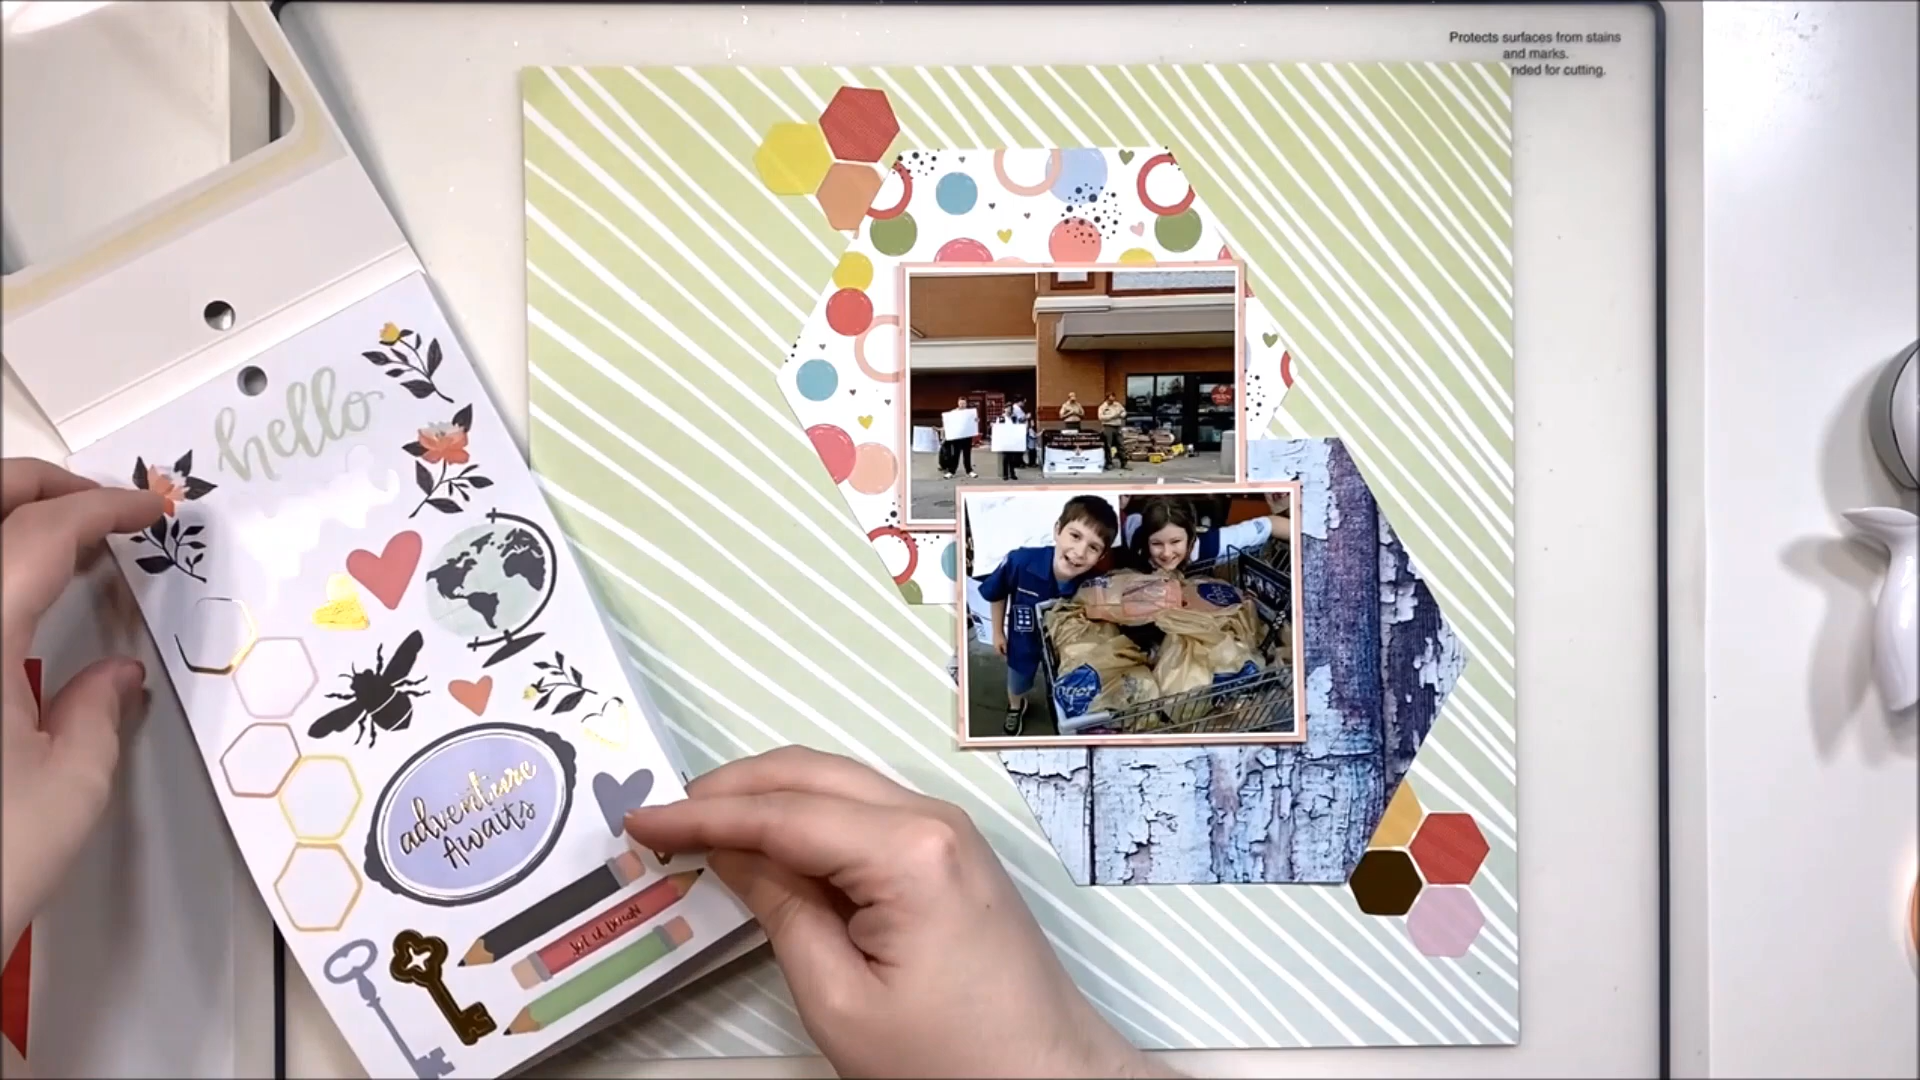 Protects surfaces from stains
and marks.
nded for cutting.
hello
adventure
Awaits